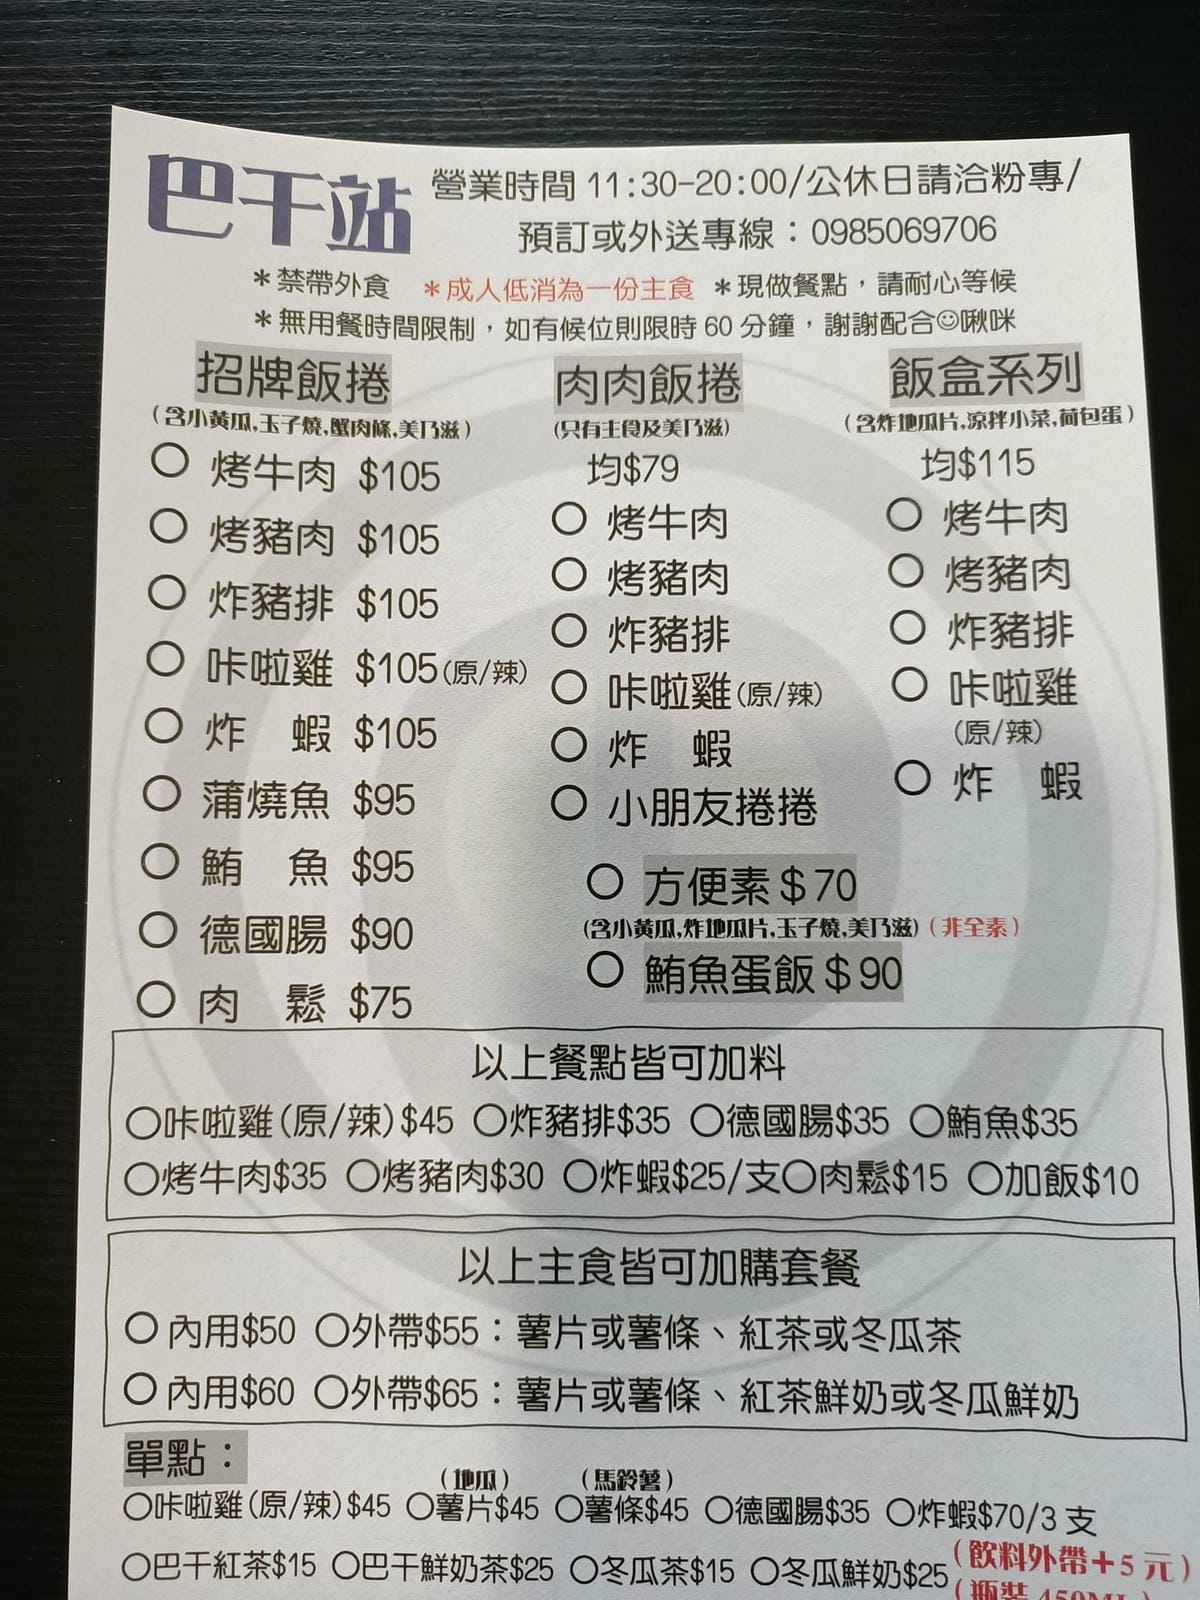 巴干站
營業時間 11:30-20:00/公休日請洽粉專/
預訂或外送專線：0985069706
＊禁帶外食 ＊成人低消為一份主食 ＊現做餐點，請耐心等候
＊無用餐時間限制，如有候位則限時 60 分鐘，謝謝配合☺啾咪
招牌飯捲
(含小黃瓜,玉子燒,蟹肉條,美乃滋)
○ 烤牛肉 $105
○ 烤豬肉 $105
○ 炸豬排 $105
○ 咔啦雞 $105(原/辣)
○ 炸 蝦 $105
○ 蒲燒魚 $95
○ 鮪 魚 $95
○ 德國腸 $90
○ 肉 鬆 $75
肉肉飯捲
(只有主食及美乃滋)
均$79
○ 烤牛肉
○ 烤豬肉
○ 炸豬排
○ 咔啦雞(原/辣)
○ 炸 蝦
○ 小朋友捲捲
飯盒系列
(含炸地瓜片,涼拌小菜,荷包蛋)
均$115
○ 烤牛肉
○ 烤豬肉
○ 炸豬排
○ 咔啦雞
(原/辣)
○ 炸 蝦
○ 方便素$70
(含小黃瓜,炸地瓜片,玉子燒,美乃滋)(非全素)
○ 鮪魚蛋飯$90
以上餐點皆可加料
○咔啦雞(原/辣)$45 ○炸豬排$35 ○德國腸$35 ○鮪魚$35
○烤牛肉$35 ○烤豬肉$30 ○炸蝦$25/支○肉鬆$15 ○加飯$10
以上主食皆可加購套餐
○ 內用$50 ○外帶$55：薯片或薯條、紅茶或冬瓜茶
○ 內用$60 ○外帶$65：薯片或薯條、紅茶鮮奶或冬瓜鮮奶
單點：
(地瓜) (馬鈴薯)
○咔啦雞(原/辣)$45 ○薯片$45 ○薯條$45 ○德國腸$35 ○炸蝦$70/3 支
○巴干紅茶$15 ○巴干鮮奶茶$25 ○冬瓜茶$15 ○冬瓜鮮奶$25
(飲料外帶+5 元)
(瓶裝 450ML)